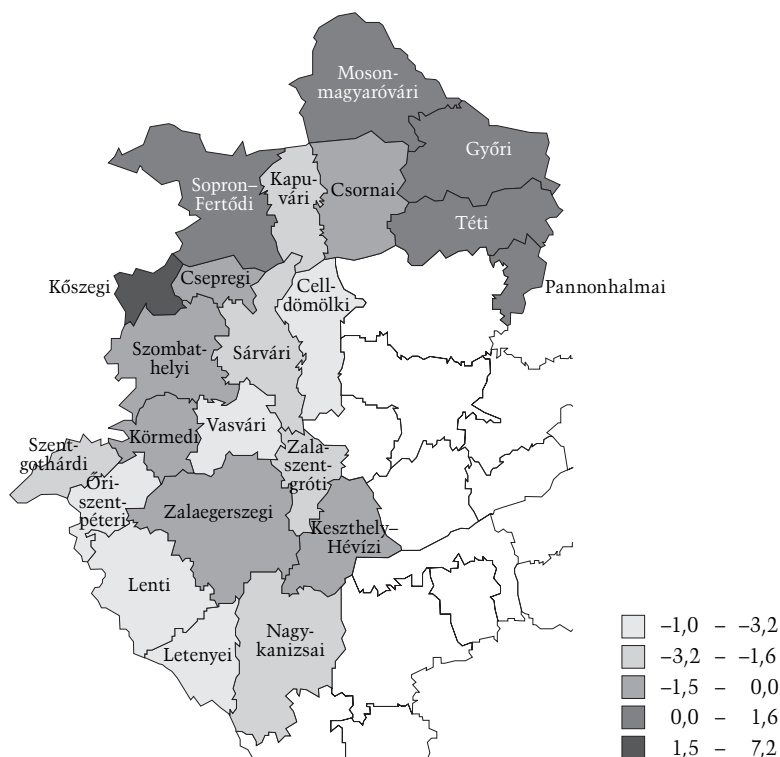 Moson-
magyaróvári
Győri
Sopron–
Fertődi
Kapu-
vári
Csornai
Téti
Kőszegi
Csepregi
Cell-
dömölki
Pannonhalmai
Szombat-
helyi
Sárvári
Szent-
gothárdi
Körmedi
Vasvári
Zala-
szent-
gróti
Őri-
szent-
péteri
Zalaegerszegi
Keszthely–
Hévízi
Lenti
Letenyei
Nagy-
kanizsai
–1,0 – –3,2
–3,2 – –1,6
–1,5 – 0,0
0,0 – 1,6
1,5 – 7,2